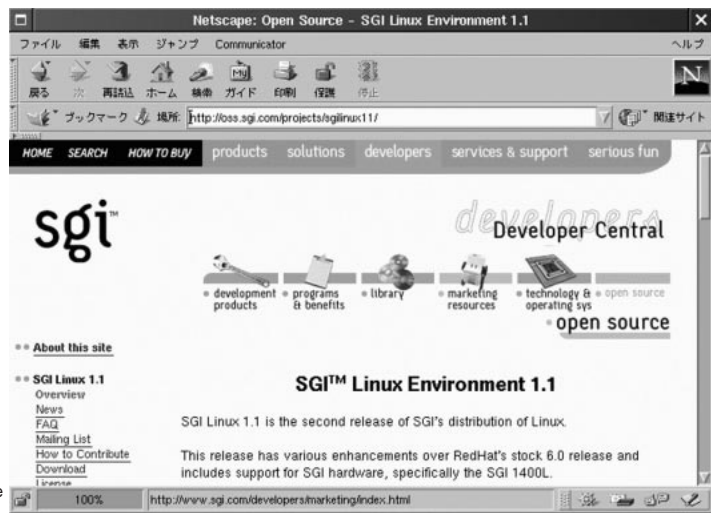 Netscape: Open Source - SGI Linux Environment 1.1
ファイル 編集 表示 ジャンプ Communicator ヘルプ
戻る 次 再読込 ホーム 検索 ガイド 印刷 保護 停止
My
N
ブックマーク 場所: http://oss.sgi.com/projects/sgilinux11/ 関連サイト
HOME SEARCH HOW TO BUY products solutions developers services & support serious fun
sgi™
developers
Developer Central
development products
programs & benefits
library
marketing resources
technology & operating sys
open source
open source
About this site
SGI Linux 1.1
Overview
News
FAQ
Mailing List
How to Contribute
Download
License
SGI™ Linux Environment 1.1
SGI Linux 1.1 is the second release of SGI's distribution of Linux.
This release has various enhancements over RedHat's stock 6.0 release and
includes support for SGI hardware, specifically the SGI 1400L.
e
100% http://www.sgi.com/developers/marketing/index.html